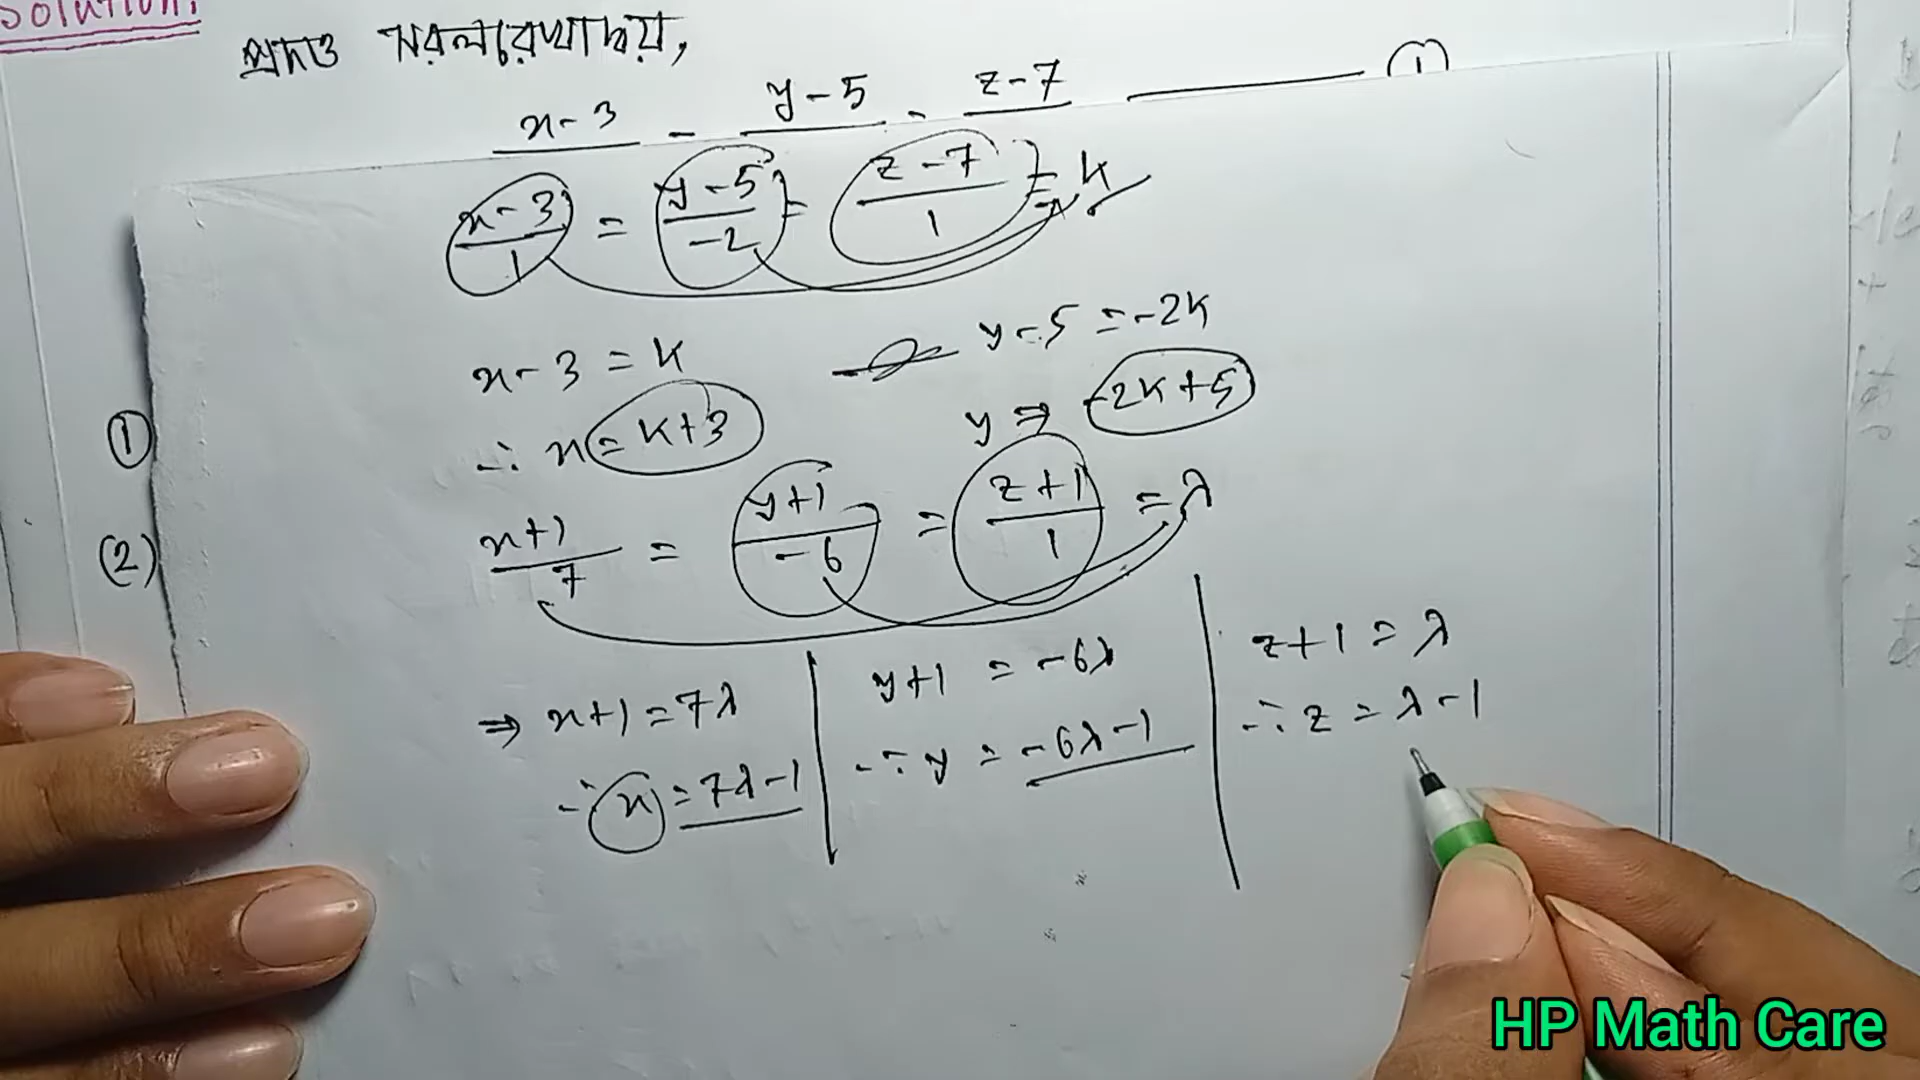 Solution:
প্রদত্ত সরলরেখাদ্বয়,
x-3 = y-5 = z-7 ——— (1)
(x-3)/1 = (y-5)/-2 = (z-7)/1 = k
x-3 = k y-5 = -2k
∴ x = k+3 y ⇒ -2k+5
(1)
(2) (x+1)/7 = (y+1)/-6 = (z+1)/1 = λ
⇒ x+1 = 7λ y+1 = -6λ z+1 = λ
∴ x = 7λ-1 ∴ y = -6λ-1 ∴ z = λ-1
HP Math Care